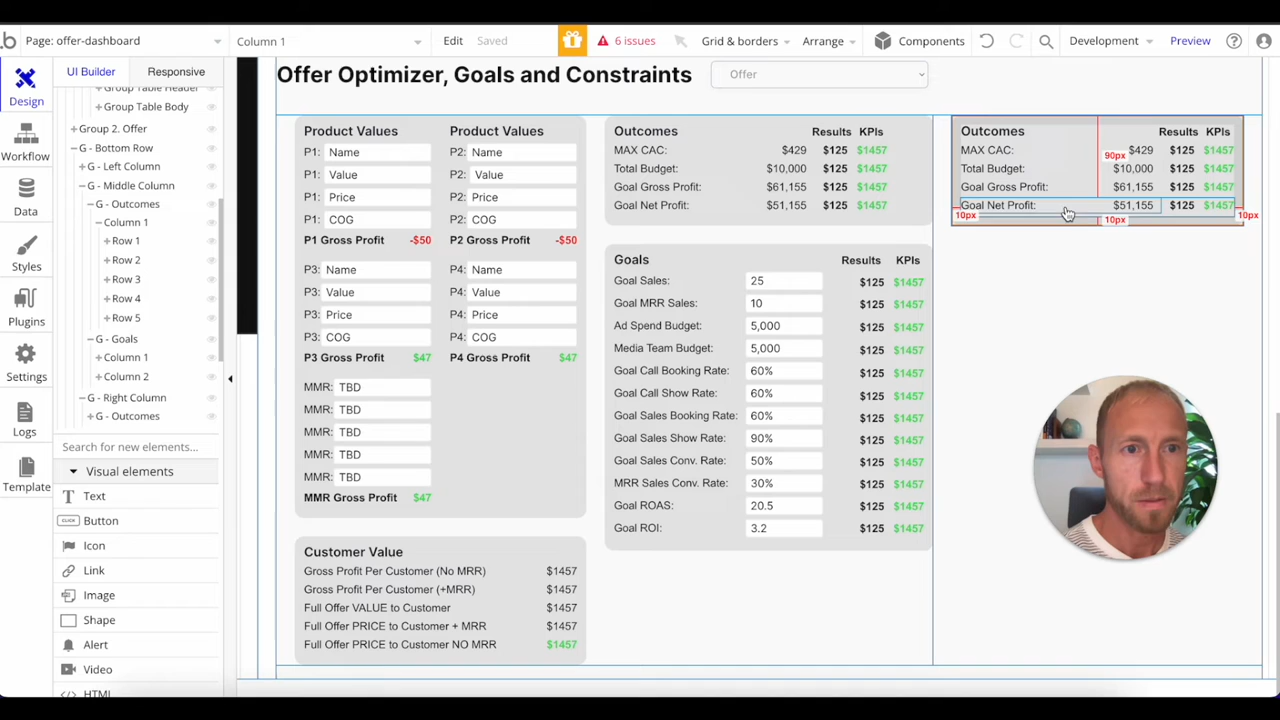 Page: offer-dashboard
Column 1
Edit
Saved
6 issues
Grid & borders
Arrange
Components
Development
Preview
Design
Workflow
Data
Styles
Plugins
Settings
Logs
Template
UI Builder
Responsive
Group Table Header
Group Table Body
Group 2. Offer
G - Bottom Row
G - Left Column
G - Middle Column
G - Outcomes
Column 1
Row 1
Row 2
Row 3
Row 4
Row 5
G - Goals
Column 1
Column 2
G - Right Column
G - Outcomes
Search for new elements...
Visual elements
Text
CLICK Button
Icon
Link
Image
Shape
Alert
Video
HTML
Offer Optimizer, Goals and Constraints
Offer
Product Values Product Values
P1: Name P2: Name
P1: Value P2: Value
P1: Price P2: Price
P1: COG P2: COG
P1 Gross Profit -$50 P2 Gross Profit -$50
P3: Name P4: Name
P3: Value P4: Value
P3: Price P4: Price
P3: COG P4: COG
P3 Gross Profit $47 P4 Gross Profit $47
MMR: TBD
MMR: TBD
MMR: TBD
MMR: TBD
MMR: TBD
MMR Gross Profit $47
Customer Value
Gross Profit Per Customer (No MRR) $1457
Gross Profit Per Customer (+MRR) $1457
Full Offer VALUE to Customer $1457
Full Offer PRICE to Customer + MRR $1457
Full Offer PRICE to Customer NO MRR $1457
Outcomes Results KPIs
MAX CAC: $429 $125 $1457
Total Budget: $10,000 $125 $1457
Goal Gross Profit: $61,155 $125 $1457
Goal Net Profit: $51,155 $125 $1457
Goals Results KPIs
Goal Sales: 25 $125 $1457
Goal MRR Sales: 10 $125 $1457
Ad Spend Budget: 5,000 $125 $1457
Media Team Budget: 5,000 $125 $1457
Goal Call Booking Rate: 60% $125 $1457
Goal Call Show Rate: 60% $125 $1457
Goal Sales Booking Rate: 60% $125 $1457
Goal Sales Show Rate: 90% $125 $1457
Goal Sales Conv. Rate: 50% $125 $1457
MRR Sales Conv. Rate: 30% $125 $1457
Goal ROAS: 20.5 $125 $1457
Goal ROI: 3.2 $125 $1457
Outcomes Results KPIs
MAX CAC: $429 $125 $1457
90px
Total Budget: $10,000 $125 $1457
Goal Gross Profit: $61,155 $125 $1457
Goal Net Profit: $51,155 $125 $1457
10px 10px 10px